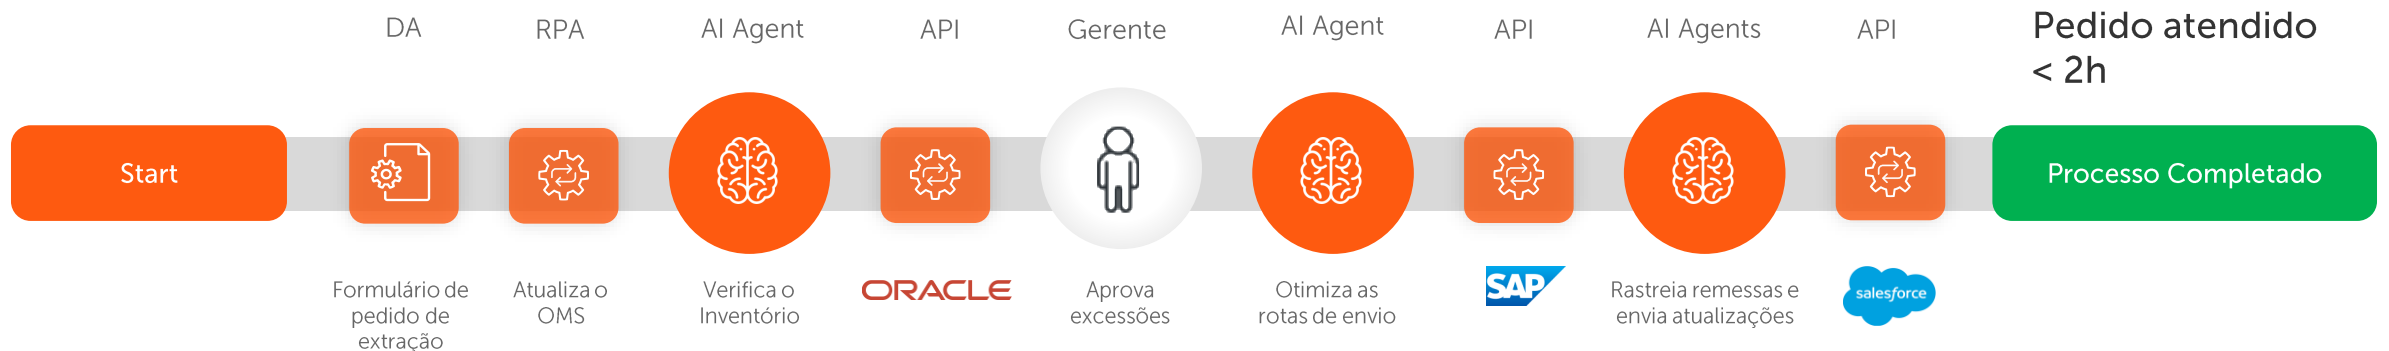 DA
RPA
AI Agent
API
Gerente
AI Agent
API
AI Agents
API
Pedido atendido
< 2h
Start
Processo Completado
Formulário de
pedido de
extração
Atualiza o
OMS
Verifica o
Inventório
ORACLE
Aprova
excessões
Otimiza as
rotas de envio
SAP
Rastreia remessas e
envia atualizações
salesforce